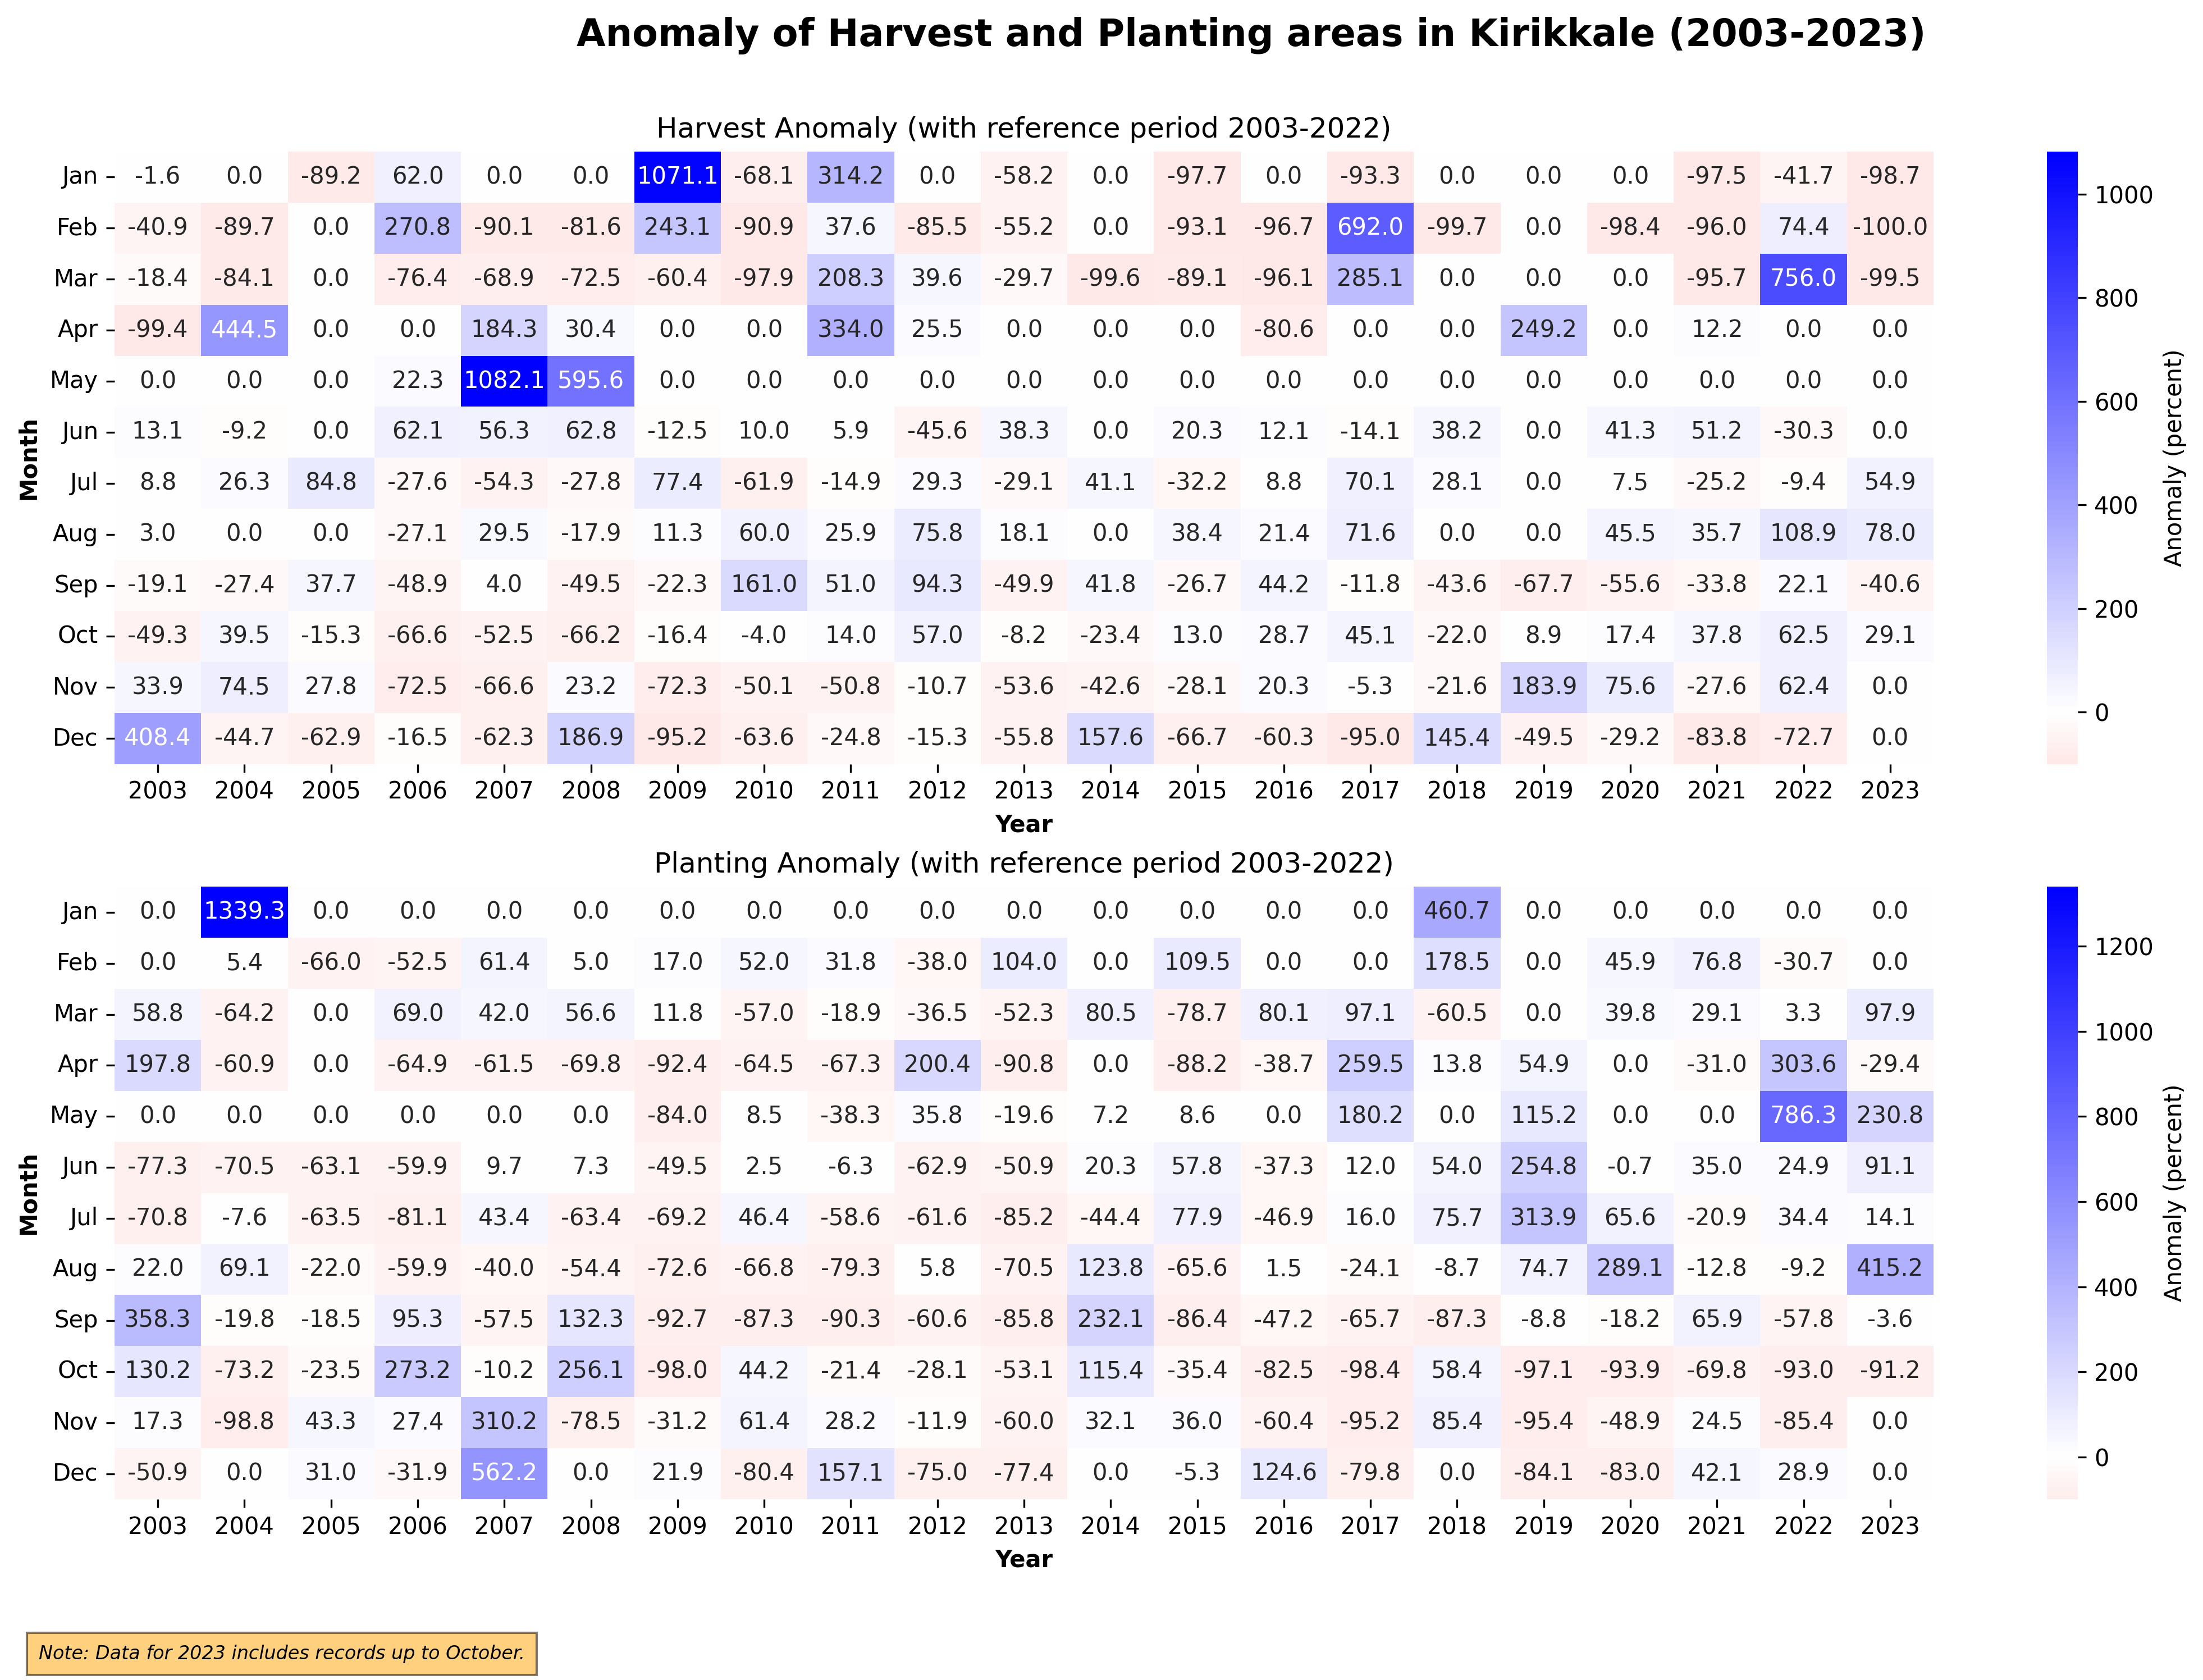 Anomaly of Harvest and Planting areas in Kirikkale (2003-2023)
Harvest Anomaly (with reference period 2003-2022)
Jan -1.6 0.0 -89.2 62.0 0.0 0.0 1071.1 -68.1 314.2 0.0 -58.2 0.0 -97.7 0.0 -93.3 0.0 0.0 0.0 -97.5 -41.7 -98.7
Feb -40.9 -89.7 0.0 270.8 -90.1 -81.6 243.1 -90.9 37.6 -85.5 -55.2 0.0 -93.1 -96.7 692.0 -99.7 0.0 -98.4 -96.0 74.4 -100.0
Mar -18.4 -84.1 0.0 -76.4 -68.9 -72.5 -60.4 -97.9 208.3 39.6 -29.7 -99.6 -89.1 -96.1 285.1 0.0 0.0 0.0 -95.7 756.0 -99.5
Apr -99.4 444.5 0.0 0.0 184.3 30.4 0.0 0.0 334.0 25.5 0.0 0.0 0.0 -80.6 0.0 0.0 249.2 0.0 12.2 0.0 0.0
May 0.0 0.0 0.0 22.3 1082.1 595.6 0.0 0.0 0.0 0.0 0.0 0.0 0.0 0.0 0.0 0.0 0.0 0.0 0.0 0.0 0.0
Jun 13.1 -9.2 0.0 62.1 56.3 62.8 -12.5 10.0 5.9 -45.6 38.3 0.0 20.3 12.1 -14.1 38.2 0.0 41.3 51.2 -30.3 0.0
Jul 8.8 26.3 84.8 -27.6 -54.3 -27.8 77.4 -61.9 -14.9 29.3 -29.1 41.1 -32.2 8.8 70.1 28.1 0.0 7.5 -25.2 -9.4 54.9
Aug 3.0 0.0 0.0 -27.1 29.5 -17.9 11.3 60.0 25.9 75.8 18.1 0.0 38.4 21.4 71.6 0.0 0.0 45.5 35.7 108.9 78.0
Sep -19.1 -27.4 37.7 -48.9 4.0 -49.5 -22.3 161.0 51.0 94.3 -49.9 41.8 -26.7 44.2 -11.8 -43.6 -67.7 -55.6 -33.8 22.1 -40.6
Oct -49.3 39.5 -15.3 -66.6 -52.5 -66.2 -16.4 -4.0 14.0 57.0 -8.2 -23.4 13.0 28.7 45.1 -22.0 8.9 17.4 37.8 62.5 29.1
Nov 33.9 74.5 27.8 -72.5 -66.6 23.2 -72.3 -50.1 -50.8 -10.7 -53.6 -42.6 -28.1 20.3 -5.3 -21.6 183.9 75.6 -27.6 62.4 0.0
Dec 408.4 -44.7 -62.9 -16.5 -62.3 186.9 -95.2 -63.6 -24.8 -15.3 -55.8 157.6 -66.7 -60.3 -95.0 145.4 -49.5 -29.2 -83.8 -72.7 0.0
2003 2004 2005 2006 2007 2008 2009 2010 2011 2012 2013 2014 2015 2016 2017 2018 2019 2020 2021 2022 2023
Year
Month
1000
800
600
400
200
0
Anomaly (percent)
Planting Anomaly (with reference period 2003-2022)
Jan 0.0 1339.3 0.0 0.0 0.0 0.0 0.0 0.0 0.0 0.0 0.0 0.0 0.0 0.0 0.0 460.7 0.0 0.0 0.0 0.0 0.0
Feb 0.0 5.4 -66.0 -52.5 61.4 5.0 17.0 52.0 31.8 -38.0 104.0 0.0 109.5 0.0 0.0 178.5 0.0 45.9 76.8 -30.7 0.0
Mar 58.8 -64.2 0.0 69.0 42.0 56.6 11.8 -57.0 -18.9 -36.5 -52.3 80.5 -78.7 80.1 97.1 -60.5 0.0 39.8 29.1 3.3 97.9
Apr 197.8 -60.9 0.0 -64.9 -61.5 -69.8 -92.4 -64.5 -67.3 200.4 -90.8 0.0 -88.2 -38.7 259.5 13.8 54.9 0.0 -31.0 303.6 -29.4
May 0.0 0.0 0.0 0.0 0.0 0.0 -84.0 8.5 -38.3 35.8 -19.6 7.2 8.6 0.0 180.2 0.0 115.2 0.0 0.0 786.3 230.8
Jun -77.3 -70.5 -63.1 -59.9 9.7 7.3 -49.5 2.5 -6.3 -62.9 -50.9 20.3 57.8 -37.3 12.0 54.0 254.8 -0.7 35.0 24.9 91.1
Jul -70.8 -7.6 -63.5 -81.1 43.4 -63.4 -69.2 46.4 -58.6 -61.6 -85.2 -44.4 77.9 -46.9 16.0 75.7 313.9 65.6 -20.9 34.4 14.1
Aug 22.0 69.1 -22.0 -59.9 -40.0 -54.4 -72.6 -66.8 -79.3 5.8 -70.5 123.8 -65.6 1.5 -24.1 -8.7 74.7 289.1 -12.8 -9.2 415.2
Sep 358.3 -19.8 -18.5 95.3 -57.5 132.3 -92.7 -87.3 -90.3 -60.6 -85.8 232.1 -86.4 -47.2 -65.7 -87.3 -8.8 -18.2 65.9 -57.8 -3.6
Oct 130.2 -73.2 -23.5 273.2 -10.2 256.1 -98.0 44.2 -21.4 -28.1 -53.1 115.4 -35.4 -82.5 -98.4 58.4 -97.1 -93.9 -69.8 -93.0 -91.2
Nov 17.3 -98.8 43.3 27.4 310.2 -78.5 -31.2 61.4 28.2 -11.9 -60.0 32.1 36.0 -60.4 -95.2 85.4 -95.4 -48.9 24.5 -85.4 0.0
Dec -50.9 0.0 31.0 -31.9 562.2 0.0 21.9 -80.4 157.1 -75.0 -77.4 0.0 -5.3 124.6 -79.8 0.0 -84.1 -83.0 42.1 28.9 0.0
2003 2004 2005 2006 2007 2008 2009 2010 2011 2012 2013 2014 2015 2016 2017 2018 2019 2020 2021 2022 2023
Year
Month
1200
1000
800
600
400
200
0
Anomaly (percent)
Note: Data for 2023 includes records up to October.